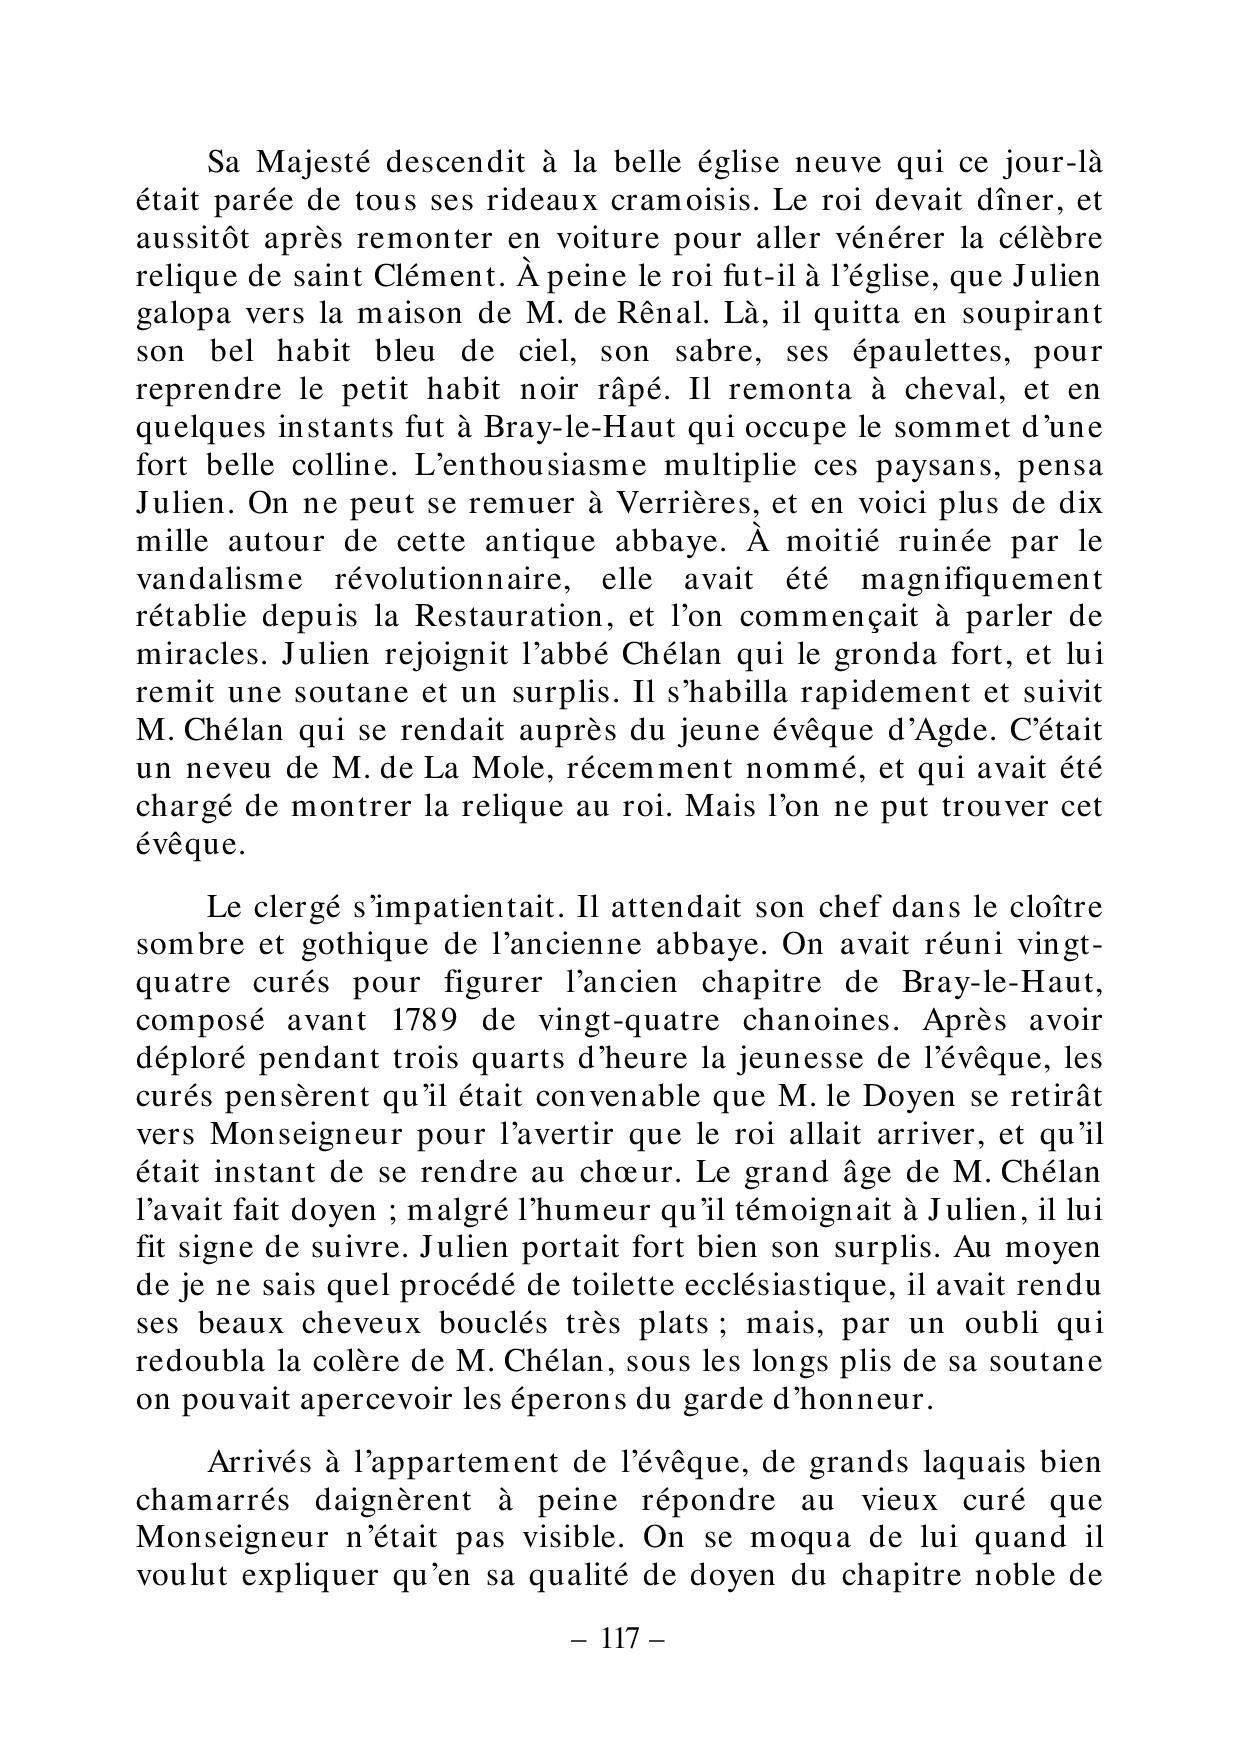 Sa Majesté descendit à la belle église neuve qui ce jour-là
était parée de tous ses rideaux cramoisis. Le roi devait dîner, et
aussitôt après remonter en voiture pour aller vénérer la célèbre
relique de saint Clément. À peine le roi fut-il à l’église, que Julien
galopa vers la maison de M. de Rênal. Là, il quitta en soupirant
son bel habit bleu de ciel, son sabre, ses épaulettes, pour
reprendre le petit habit noir râpé. Il remonta à cheval, et en
quelques instants fut à Bray-le-Haut qui occupe le sommet d’une
fort belle colline. L’enthousiasme multiplie ces paysans, pensa
Julien. On ne peut se remuer à Verrières, et en voici plus de dix
mille autour de cette antique abbaye. À moitié ruinée par le
vandalisme révolutionnaire, elle avait été magnifiquement
rétablie depuis la Restauration, et l’on commençait à parler de
miracles. Julien rejoignit l’abbé Chélan qui le gronda fort, et lui
remit une soutane et un surplis. Il s’habilla rapidement et suivit
M. Chélan qui se rendait auprès du jeune évêque d’Agde. C’était
un neveu de M. de La Mole, récemment nommé, et qui avait été
chargé de montrer la relique au roi. Mais l’on ne put trouver cet
évêque.
Le clergé s’impatientait. Il attendait son chef dans le cloître
sombre et gothique de l’ancienne abbaye. On avait réuni vingt-
quatre curés pour figurer l’ancien chapitre de Bray-le-Haut,
composé avant 1789 de vingt-quatre chanoines. Après avoir
déploré pendant trois quarts d’heure la jeunesse de l’évêque, les
curés pensèrent qu’il était convenable que M. le Doyen se retirât
vers Monseigneur pour l’avertir que le roi allait arriver, et qu’il
était instant de se rendre au chœur. Le grand âge de M. Chélan
l’avait fait doyen ; malgré l’humeur qu’il témoignait à Julien, il lui
fit signe de suivre. Julien portait fort bien son surplis. Au moyen
de je ne sais quel procédé de toilette ecclésiastique, il avait rendu
ses beaux cheveux bouclés très plats ; mais, par un oubli qui
redoubla la colère de M. Chélan, sous les longs plis de sa soutane
on pouvait apercevoir les éperons du garde d’honneur.
Arrivés à l’appartement de l’évêque, de grands laquais bien
chamarrés daignèrent à peine répondre au vieux curé que
Monseigneur n’était pas visible. On se moqua de lui quand il
voulut expliquer qu’en sa qualité de doyen du chapitre noble de
– 117 –